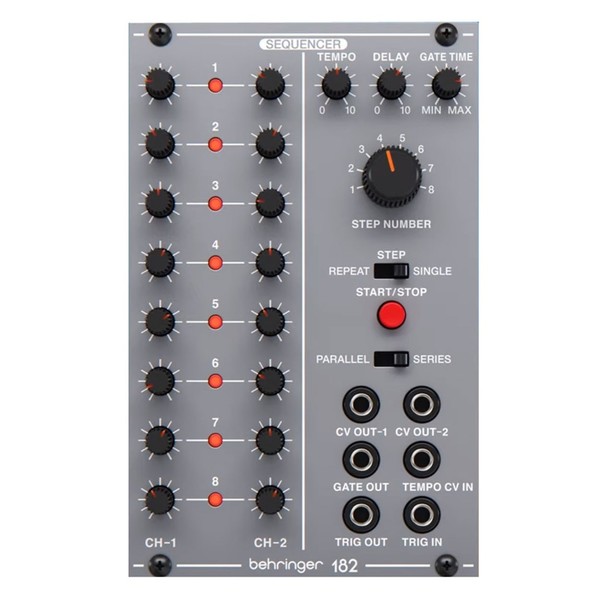 SEQUENCER
TEMPO DELAY GATE TIME
0 10 0 10 MIN MAX
1
2
3
4
5
6
7
8
CH-1 CH-2
1 2 3 4 5 6 7 8
STEP NUMBER
STEP
REPEAT SINGLE
START/STOP
PARALLEL SERIES
CV OUT-1 CV OUT-2
GATE OUT TEMPO CV IN
TRIG OUT TRIG IN
behringer 182